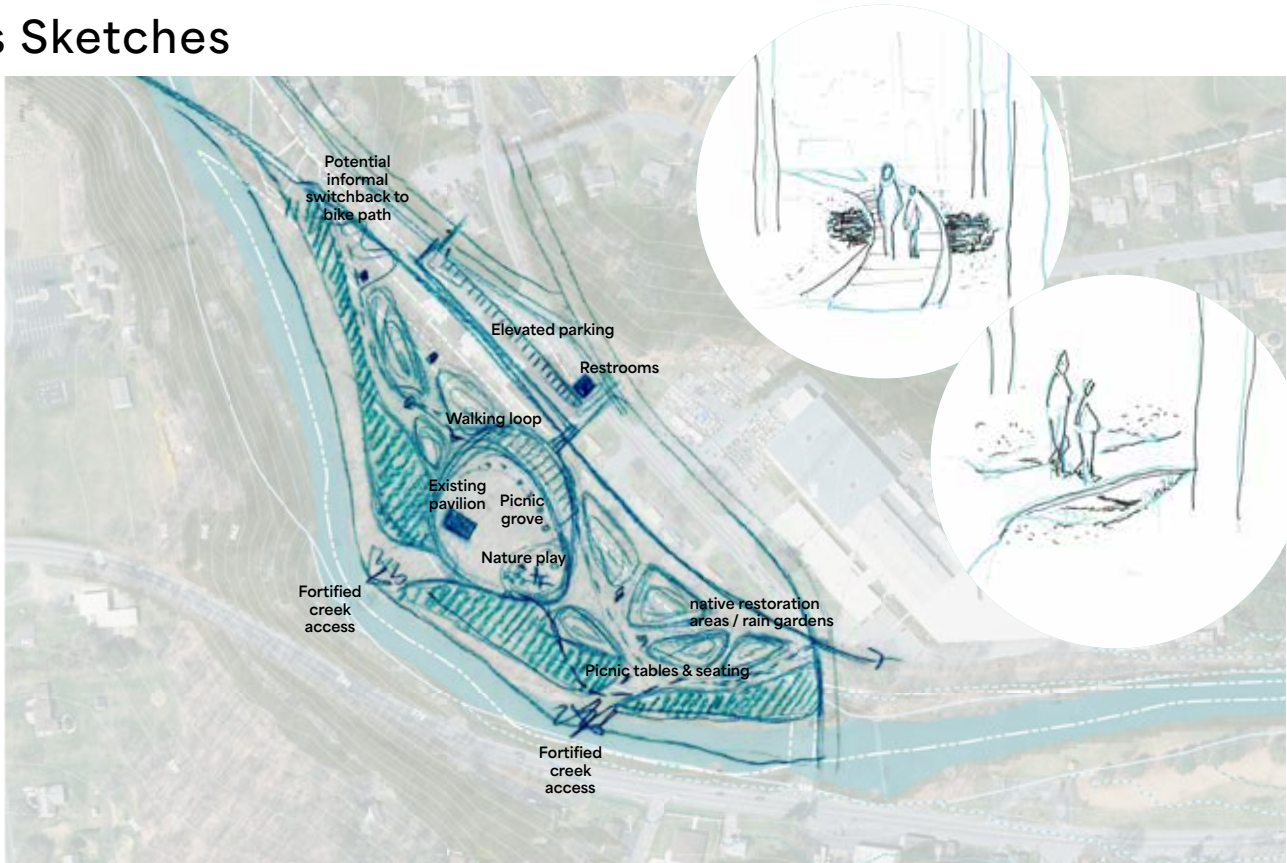 s Sketches
Potential
informal
switchback to
bike path
Elevated parking
Restrooms
Walking loop
Existing
pavilion
Picnic
grove
Nature play
Fortified
creek
access
native restoration
areas / rain gardens
Picnic tables & seating
Fortified
creek
access